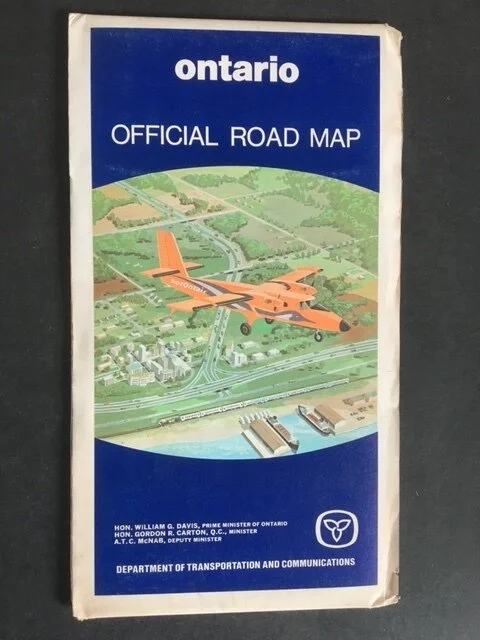 ontario
OFFICIAL ROAD MAP
norOntair
HON. WILLIAM G. DAVIS, PRIME MINISTER OF ONTARIO
HON. GORDON R. CARTON, Q.C., MINISTER
A.T.C. McNAB, DEPUTY MINISTER
DEPARTMENT OF TRANSPORTATION AND COMMUNICATIONS